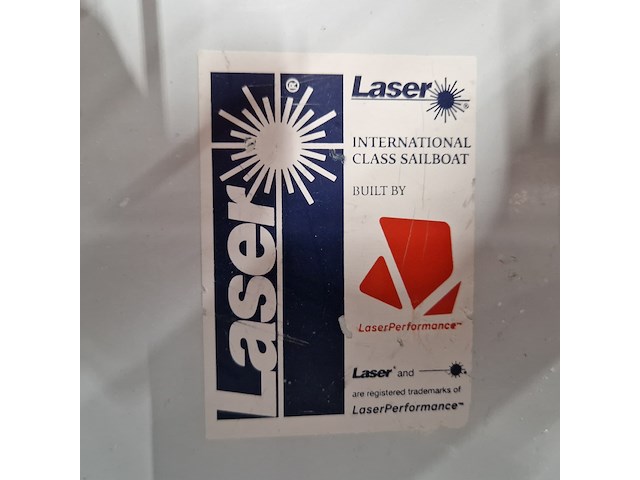 Laser®
Laser®
INTERNATIONAL
CLASS SAILBOAT
BUILT BY
LaserPerformance™
Laser® and
are registered trademarks of
LaserPerformance™